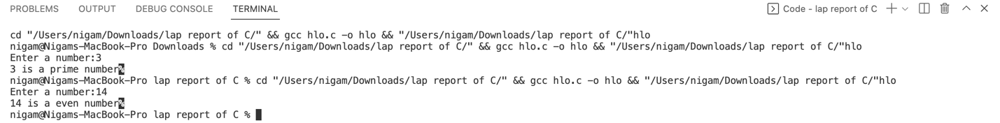 PROBLEMS OUTPUT DEBUG CONSOLE TERMINAL Code - lap report of C
cd "/Users/nigam/Downloads/lap report of C/" && gcc hlo.c -o hlo && "/Users/nigam/Downloads/lap report of C/"hlo
nigam@Nigams-MacBook-Pro Downloads % cd "/Users/nigam/Downloads/lap report of C/" && gcc hlo.c -o hlo && "/Users/nigam/Downloads/lap report of C/"hlo
Enter a number:3
3 is a prime number%
nigam@Nigams-MacBook-Pro lap report of C % cd "/Users/nigam/Downloads/lap report of C/" && gcc hlo.c -o hlo && "/Users/nigam/Downloads/lap report of C/"hlo
Enter a number:14
14 is a even number%
nigam@Nigams-MacBook-Pro lap report of C %